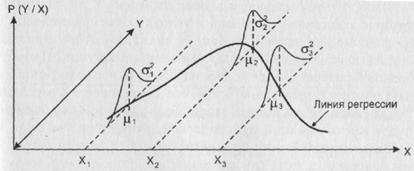 P (Y / X)
Y
σ₁²
σ₂²
σ₃²
μ₁
μ₂
μ₃
Линия регрессии
X₁
X₂
X₃
X